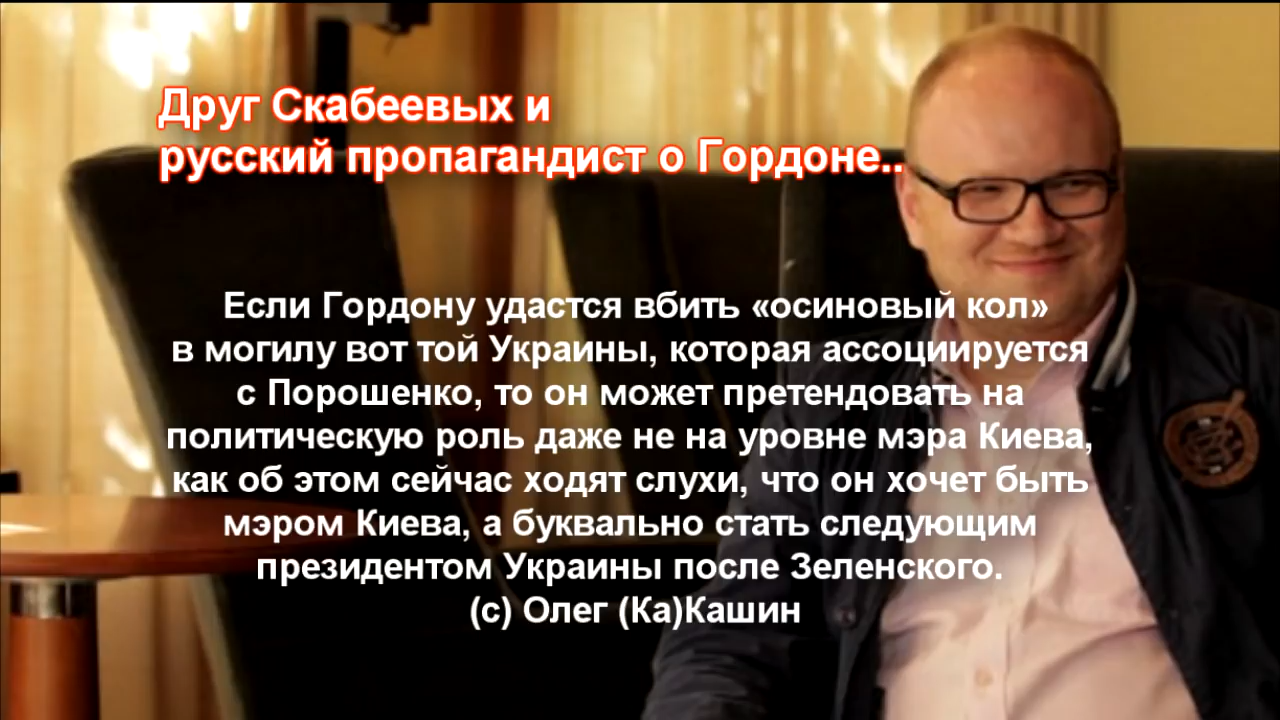 Друг Скабеевых и
русский пропагандист о Гордоне..
Если Гордону удастся вбить «осиновый кол»
в могилу вот той Украины, которая ассоциируется
с Порошенко, то он может претендовать на
политическую роль даже не на уровне мэра Киева,
как об этом сейчас ходят слухи, что он хочет быть
мэром Киева, а буквально стать следующим
президентом Украины после Зеленского.
(с) Олег (Ка)Кашин